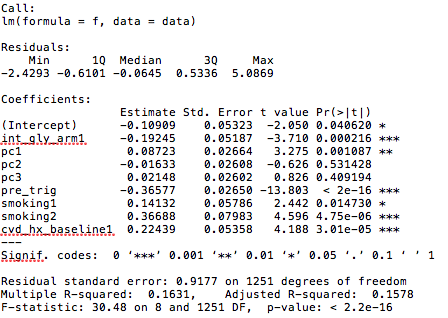 Call:
lm(formula = f, data = data)
Residuals:
Min 1Q Median 3Q Max
-2.4293 -0.6101 -0.0645 0.5336 5.0869
Coefficients:
Estimate Std. Error t value Pr(>|t|)
(Intercept) -0.10909 0.05323 -2.050 0.040620 *
int_gly_arm1 -0.19245 0.05187 -3.710 0.000216 ***
pc1 0.08723 0.02664 3.275 0.001087 **
pc2 -0.01633 0.02608 -0.626 0.531428
pc3 0.02148 0.02602 0.826 0.409194
pre_trig -0.36577 0.02650 -13.803 < 2e-16 ***
smoking1 0.14132 0.05786 2.442 0.014730 *
smoking2 0.36688 0.07983 4.596 4.75e-06 ***
cvd_hx_baseline1 0.22439 0.05358 4.188 3.01e-05 ***
---
Signif. codes: 0 ‘***’ 0.001 ‘**’ 0.01 ‘*’ 0.05 ‘.’ 0.1 ‘ ’ 1
Residual standard error: 0.9177 on 1251 degrees of freedom
Multiple R-squared: 0.1631, Adjusted R-squared: 0.1578
F-statistic: 30.48 on 8 and 1251 DF, p-value: < 2.2e-16